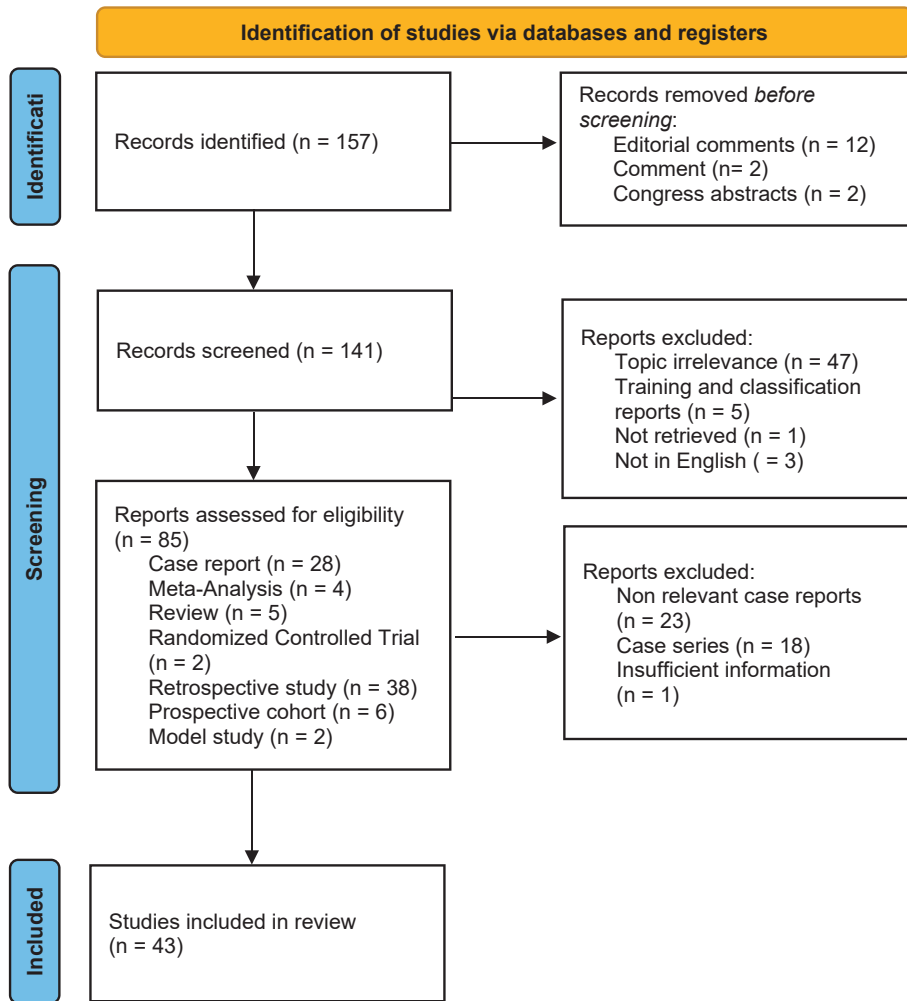 Identification of studies via databases and registers
Identificati
Records identified (n = 157)
Records removed before
screening:
Editorial comments (n = 12)
Comment (n= 2)
Congress abstracts (n = 2)
Screening
Records screened (n = 141)
Reports excluded:
Topic irrelevance (n = 47)
Training and classification
reports (n = 5)
Not retrieved (n = 1)
Not in English ( = 3)
Reports assessed for eligibility
(n = 85)
Case report (n = 28)
Meta-Analysis (n = 4)
Review (n = 5)
Randomized Controlled Trial
(n = 2)
Retrospective study (n = 38)
Prospective cohort (n = 6)
Model study (n = 2)
Reports excluded:
Non relevant case reports
(n = 23)
Case series (n = 18)
Insufficient information
(n = 1)
Included
Studies included in review
(n = 43)